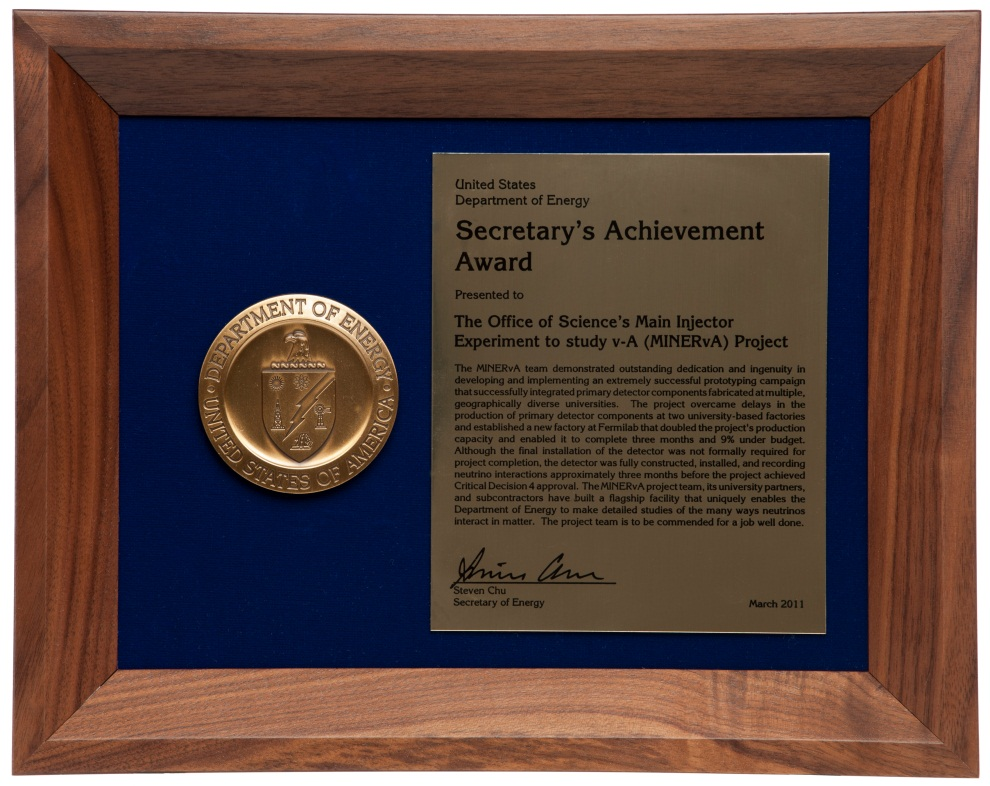 DEPARTMENT OF ENERGY
UNITED STATES OF AMERICA
United States
Department of Energy
Secretary's Achievement
Award
Presented to
The Office of Science's Main Injector
Experiment to study v-A (MINERvA) Project
The MINERvA team demonstrated outstanding dedication and ingenuity in
developing and implementing an extremely successful prototyping campaign
that successfully integrated primary detector components fabricated at multiple,
geographically diverse universities. The project overcame delays in the
production of primary detector components at two university-based factories
and established a new factory at Fermilab that doubled the project's production
capacity and enabled it to complete three months and 9% under budget.
Although the final installation of the detector was not formally required for
project completion, the detector was fully constructed, installed, and recording
neutrino interactions approximately three months before the project achieved
Critical Decision 4 approval. The MINERvA project team, its university partners,
and subcontractors have built a flagship facility that uniquely enables the
Department of Energy to make detailed studies of the many ways neutrinos
interact in matter. The project team is to be commended for a job well done.
Steven Chu
Steven Chu
Secretary of Energy
March 2011